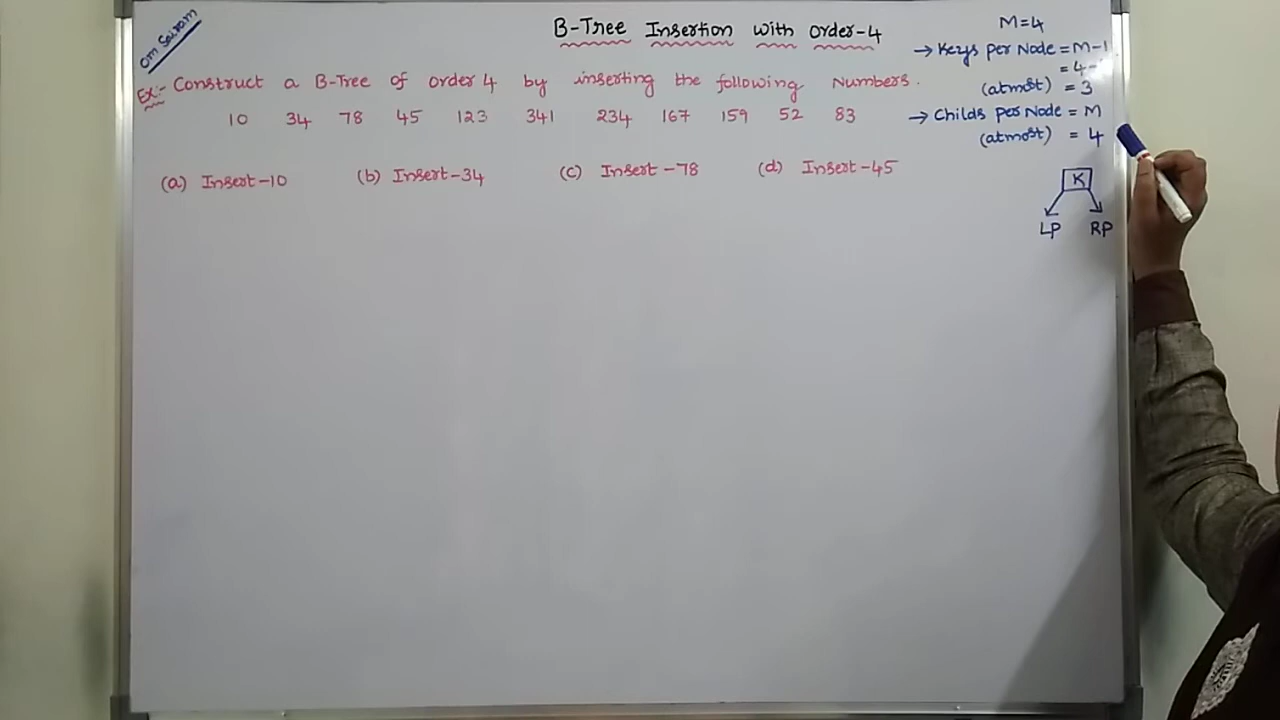 Om Sairam
B-Tree Insertion with order-4
Ex:- Construct a B-Tree of order 4 by inserting the following Numbers.
10 34 78 45 123 341 234 167 159 52 83
(a) Insert-10 (b) Insert-34 (c) Insert-78 (d) Insert-45
M=4
→ Keys per Node = M-1
= 4-
(atmost) = 3
→ Childs per Node = M
(atmost) = 4
K
LP RP